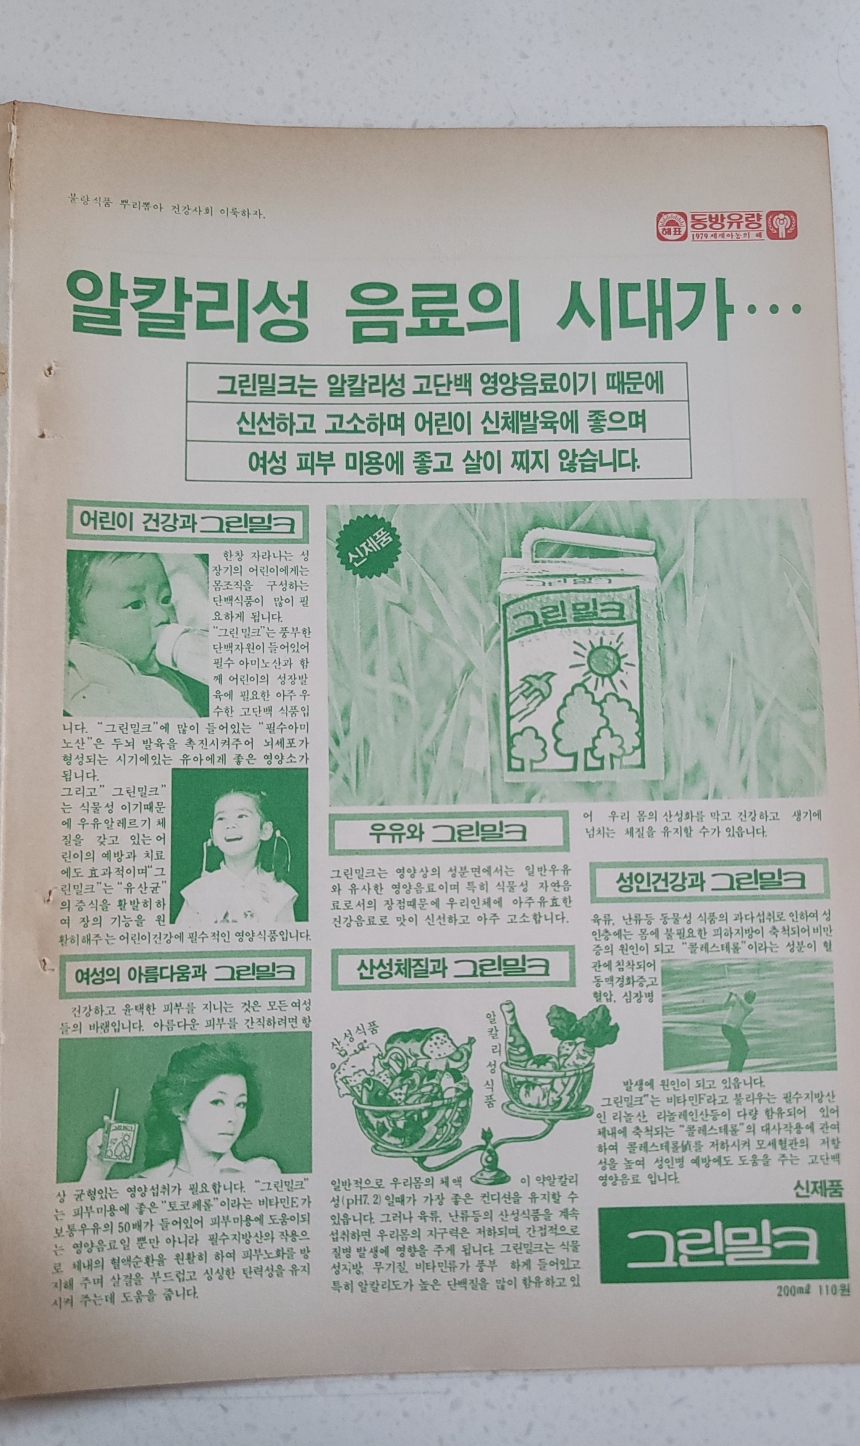 불량식품 뿌리뽑아 건강사회 이룩하자.
해표
동방유량
1979 세계아동의 해
알칼리성 음료의 시대가…
그린밀크는 알칼리성 고단백 영양음료이기 때문에
신선하고 고소하며 어린이 신체발육에 좋으며
여성 피부 미용에 좋고 살이 찌지 않습니다.
어린이 건강과 그린밀크
한창 자라나는 성
장기의 어린이에게는
몸조직을 구성하는
단백식품이 많이 필
요하게 됩니다.
"그린밀크"는 풍부한
단백자원이 들어있어
필수 아미노산과 함
께 어린이의 성장발
육에 필요한 아주 우
수한 고단백 식품입
니다. "그린밀크"에 많이 들어있는 "필수아미
노산"은 두뇌 발육을 촉진시켜주어 뇌세포가
형성되는 시기에있는 유아에게 좋은 영양소가
됩니다.
그리고" 그린밀크"
는 식물성 이기때문
에 우유알레르기 체
질을 갖고 있는어
린이의 예방과 치료
에도 효과적이며"그
린밀크"는 "유산균"
의 증식을 활발히하
여 장의 기능을 원
활히해주는 어린이건강에 필수적인 영양식품입니다.
여성의 아름다움과 그린밀크
건강하고 윤택한 피부를 지니는 것은 모든여성
들의 바램입니다. 아름다운 피부를 간직하려면 항
그린밀크
상 균형있는 영양섭취가 필요합니다. "그린밀크"
는 피부미용에 좋은 "토코페롤"이라는 비타민E가
보통우유의 50배가 들어있어 피부미용에 도움이되
는 영양음료일 뿐만 아니라 필수지방산의 작용으
로 체내의 혈액순환을 원활히 하여 피부노화를 방
지해 주며 살결을 부드럽고 싱싱한 탄력성을 유지
시켜 주는데 도움을 줍니다.
신제품
그린밀크
그린밀크
우유와 그린밀크
그린밀크는 영양상의 성분면에서는 일반우유
와 유사한 영양음료이며 특히 식물성 자연음
료로서의 장점때문에 우리인체에 아주유효한
건강음료로 맛이 신선하고 아주 고소합니다.
산성체질과 그린밀크
산성식품
알칼리성식품
일반적으로 우리몸의 체액 이 약알칼리
성(pH7.2)일때가 가장 좋은 컨디션을 유지할 수
있읍니다. 그러나 육류, 난류등의 산성식품을 계속
섭취하면 우리몸의 지구력은 저하되며, 간접적으로
질병 발생에 영향을 주게 됩니다. 그린밀크는 식물
성지방, 무기질, 비타민류가 풍부 하게 들어있고
특히 알칼리도가 높은 단백질을 많이 함유하고 있
어 우리 몸의 산성화를 막고 건강하고 생기에
넘치는 체질을 유지할 수가 있읍니다.
성인건강과 그린밀크
육류, 난류등 동물성 식품의 과다섭취로 인하여 성
인층에는 몸에 불필요한 피하지방이 축적되어 비만
증의 원인이 되고 "콜레스테롤"이라는 성분이 혈
관에 침착되어
동맥경화증,고
혈압, 심장병
발생에 원인이 되고 있읍니다.
그린밀크"는 비타민F라고 불리우는 필수지방산
인 리놀산, 리놀레인산등이 다량 함유되어 있어
체내에 축적되는 "콜레스테롤"의 대사작용에 관여
하여 콜레스테롤値를 저하시켜 모세혈관의 저항
성을 높여 성인병 예방에도 도움을 주는 고단백
영양음료 입니다.
신제품
그린밀크
200㎖ 110원